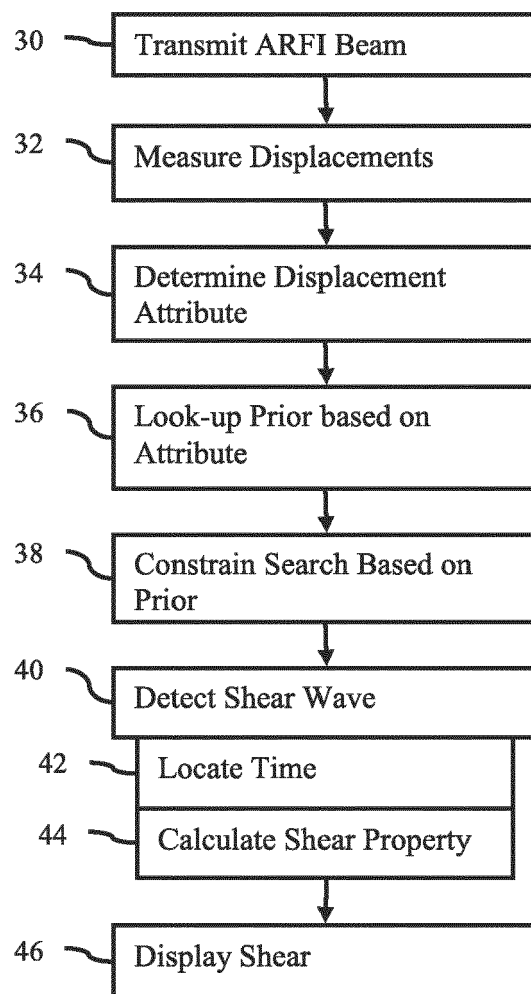 30 Transmit ARFI Beam
32 Measure Displacements
34 Determine Displacement
Attribute
36 Look-up Prior based on
Attribute
38 Constrain Search Based on
Prior
40 Detect Shear Wave
42 Locate Time
44 Calculate Shear Property
46 Display Shear